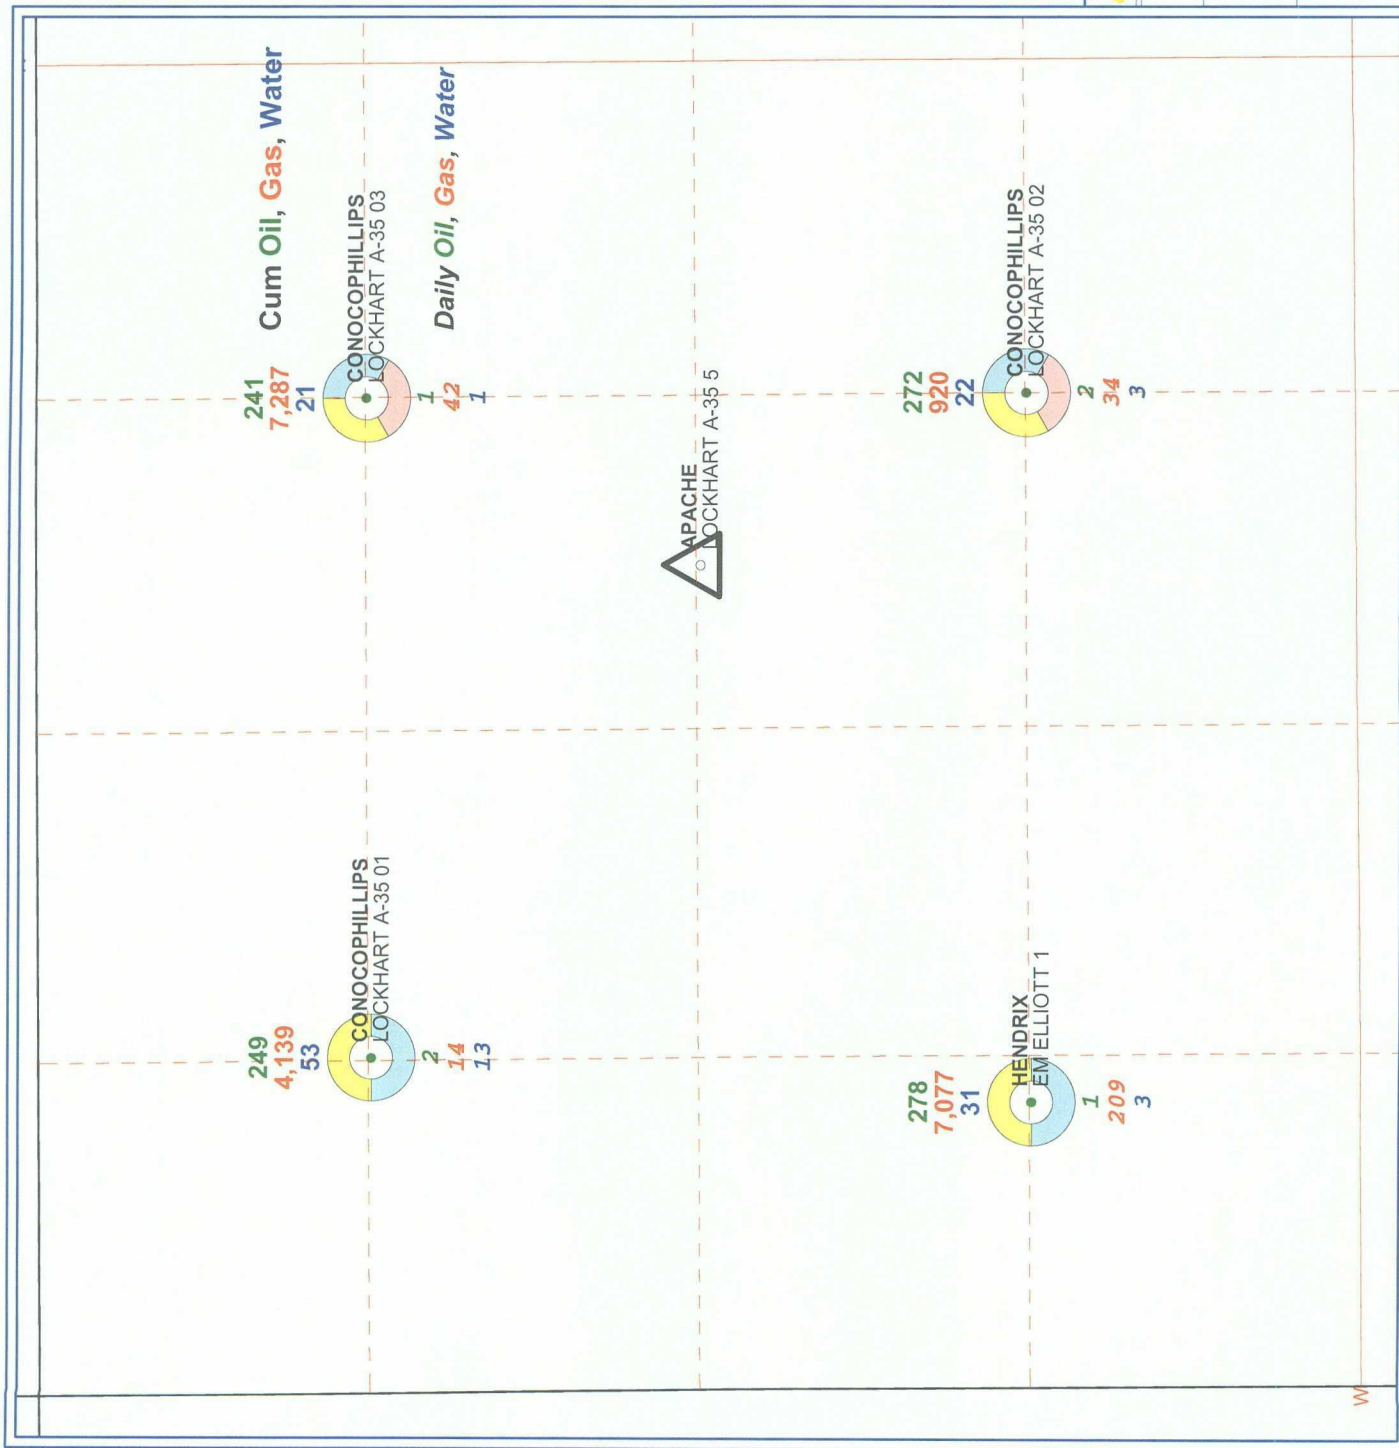 Cum Oil, Gas, Water
241
7,287
21
CONOCOPHILLIPS
LOCKHART A-35 03
1
42
1
Daily Oil, Gas, Water
APACHE
LOCKHART A-35 5
272
920
22
CONOCOPHILLIPS
LOCKHART A-35 02
2
34
3
249
4,139
53
CONOCOPHILLIPS
LOCKHART A-35 01
2
14
13
278
7,077
31
HENDRIX
EM ELLIOTT 1
1
209
3
W